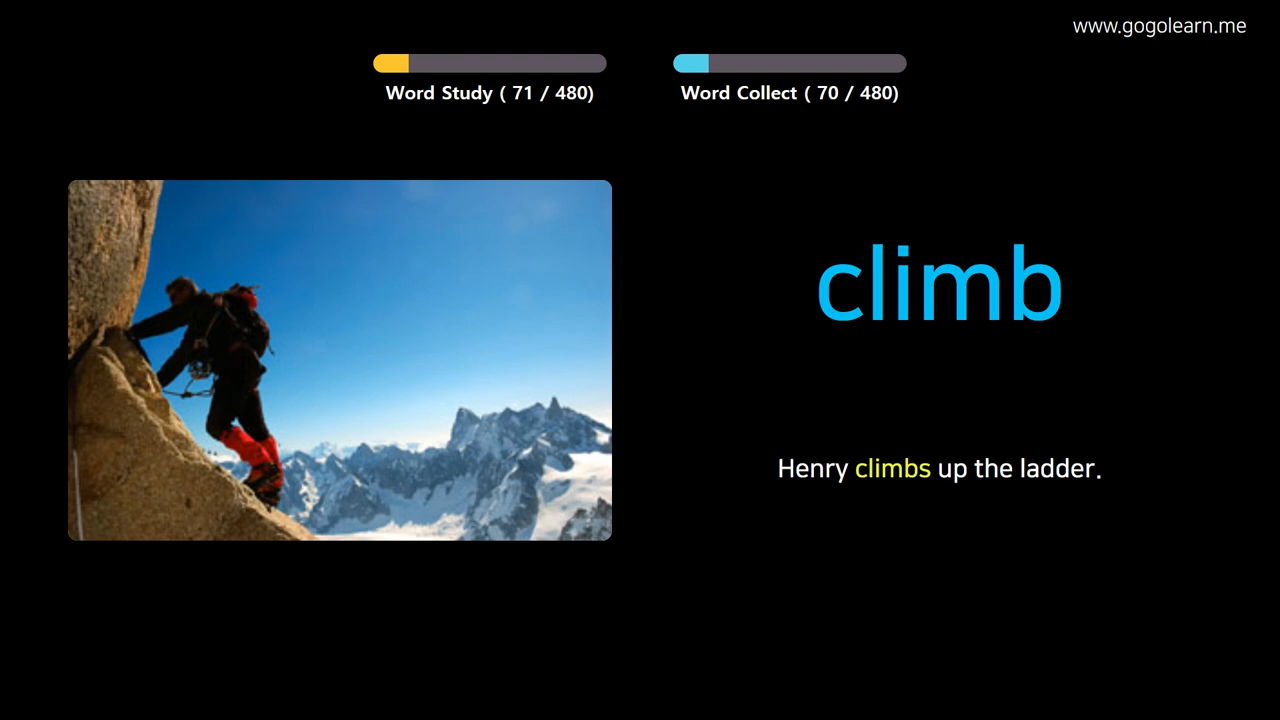 www.gogolearn.me
Word Study ( 71 / 480)
Word Collect ( 70 / 480)
climb
Henry climbs up the ladder.